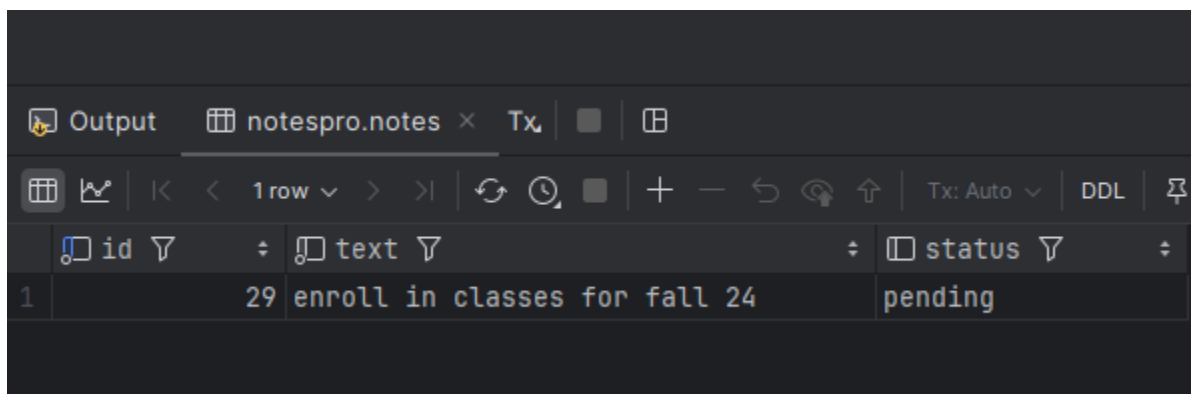 Output notespro.notes Tx
1 row Tx: Auto DDL
id text status
1 29 enroll in classes for fall 24 pending